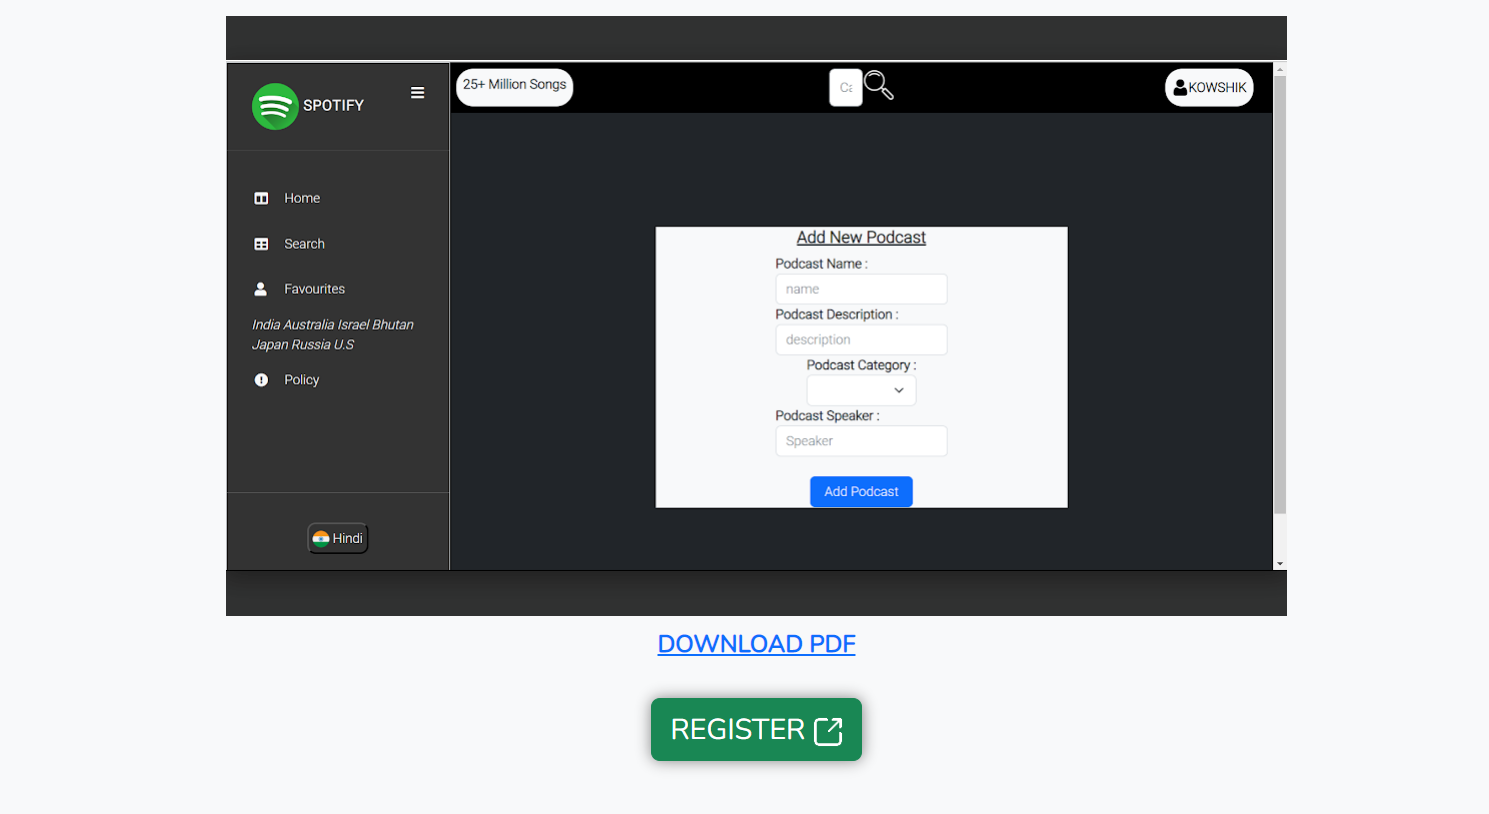 SPOTIFY
25+ Million Songs
Ca
KOWSHIK
Home
Search
Favourites
India Australia Israel Bhutan
Japan Russia U.S
Policy
Hindi
Add New Podcast
Podcast Name :
name
Podcast Description :
description
Podcast Category :
Podcast Speaker :
Speaker
Add Podcast
DOWNLOAD PDF
REGISTER